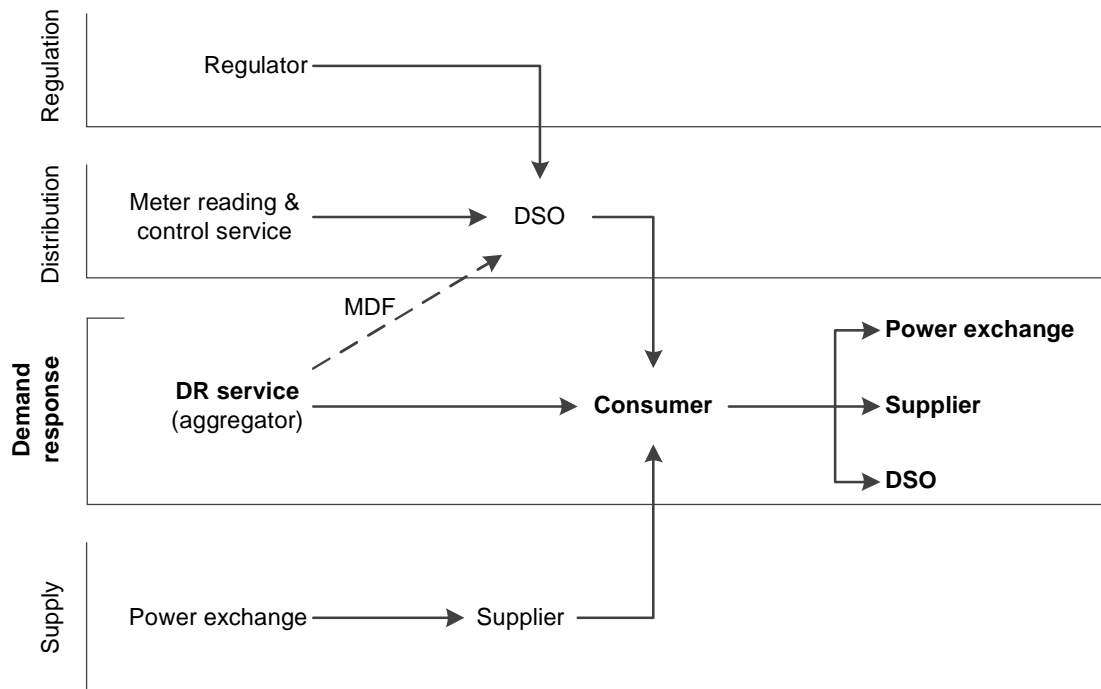 Regulation
Regulator
Distribution
Meter reading &
control service
DSO
MDF
Demand
response
DR service
(aggregator)
Consumer
Power exchange
Supplier
DSO
Supply
Power exchange
Supplier